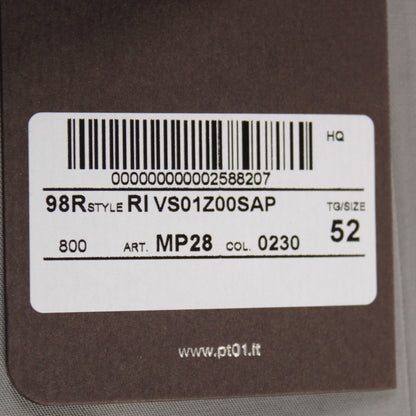 HQ
000000000002588207
98R STYLE RI VS01Z00SAP TG/SIZE
800 ART. MP28 COL. 0230 52
www.pt01.it